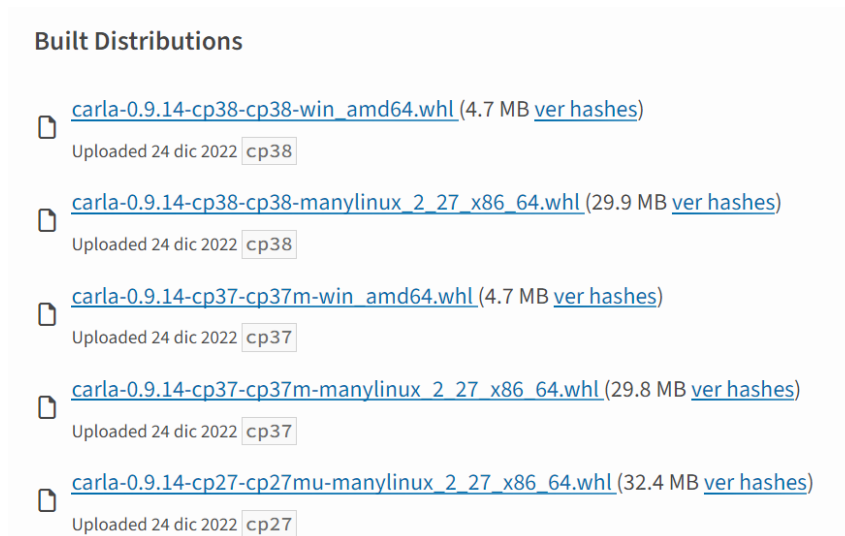 Built Distributions
carla-0.9.14-cp38-cp38-win_amd64.whl (4.7 MB ver hashes)
Uploaded 24 dic 2022 cp38
carla-0.9.14-cp38-cp38-manylinux_2_27_x86_64.whl (29.9 MB ver hashes)
Uploaded 24 dic 2022 cp38
carla-0.9.14-cp37-cp37m-win_amd64.whl (4.7 MB ver hashes)
Uploaded 24 dic 2022 cp37
carla-0.9.14-cp37-cp37m-manylinux_2_27_x86_64.whl (29.8 MB ver hashes)
Uploaded 24 dic 2022 cp37
carla-0.9.14-cp27-cp27mu-manylinux_2_27_x86_64.whl (32.4 MB ver hashes)
Uploaded 24 dic 2022 cp27